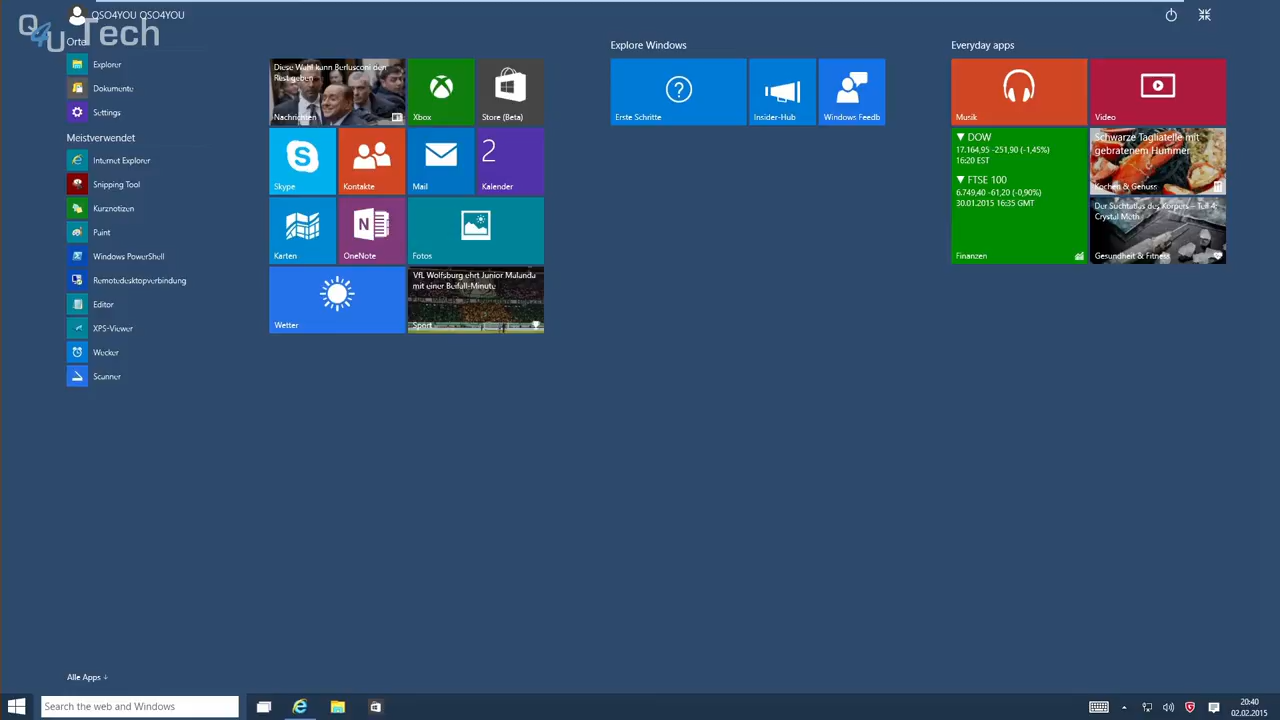 QSO4YOU QSO4YOU
Q4U Tech
Orte
Explorer
Dokumente
Settings
Meistverwendet
Internet Explorer
Snipping Tool
Kurznotizen
Paint
Windows PowerShell
Remotedesktopverbindung
Editor
XPS-Viewer
Wecker
Scanner
Alle Apps
Diese Wahl kann Berlusconi den
Rest geben
Nachrichten
Xbox
Store (Beta)
Skype
Kontakte
Mail
2
Kalender
Karten
OneNote
Fotos
Wetter
VfL Wolfsburg ehrt Junior Malanda
mit einer Beifall-Minute
Sport
Explore Windows
Erste Schritte
Insider-Hub
Windows Feedb
Everyday apps
Musik
Video
▼ DOW
17.164,95 -251,90 (-1,45%)
16:20 EST
▼ FTSE 100
6.749,40 -61,20 (-0,90%)
30.01.2015 16:35 GMT
Finanzen
Schwarze Tagliatelle mit
gebratenem Hummer
Kochen & Genuss
Der Suchtatlas des Körpers – Teil 4:
Crystal Meth
Gesundheit & Fitness
Search the web and Windows
20:40
02.02.2015